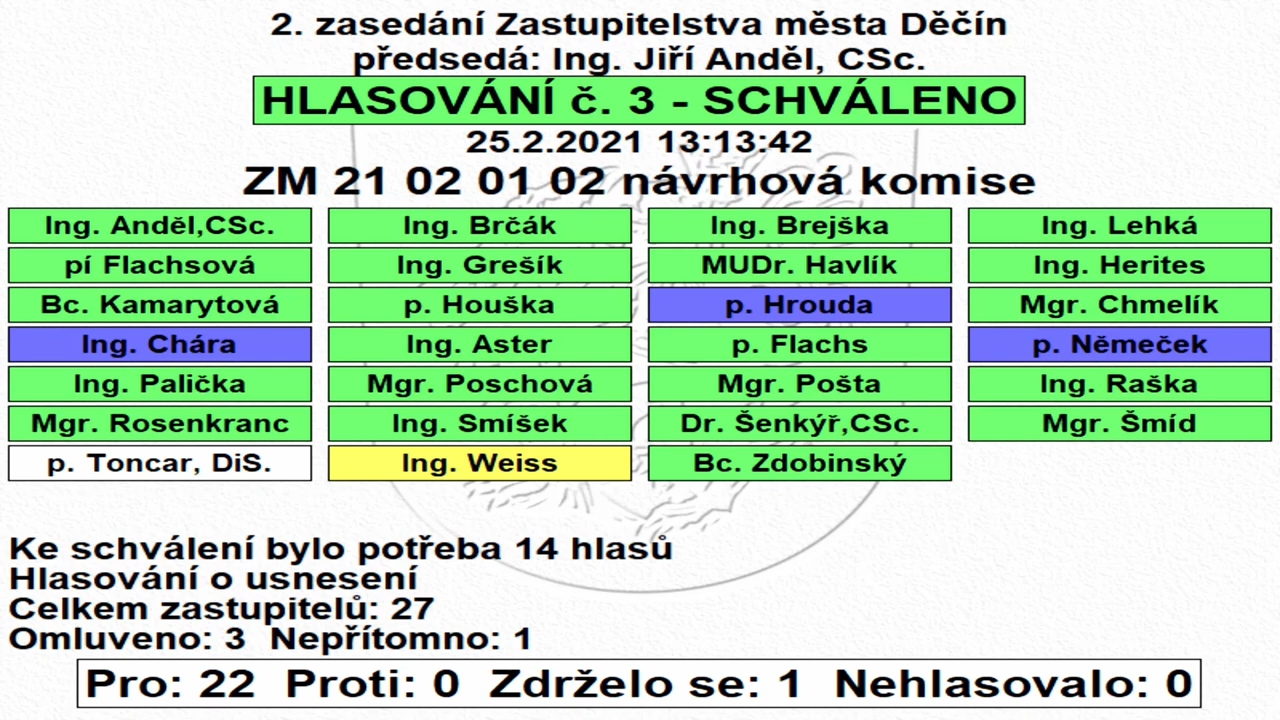 2. zasedání Zastupitelstva města Děčín
předsedá: Ing. Jiří Anděl, CSc.
HLASOVÁNÍ č. 3 - SCHVÁLENO
25.2.2021 13:13:42
ZM 21 02 01 02 návrhová komise
Ing. Anděl,CSc. Ing. Brčák Ing. Brejška Ing. Lehká
pí Flachsová Ing. Grešík MUDr. Havlík Ing. Herites
Bc. Kamarytová p. Houška p. Hrouda Mgr. Chmelík
Ing. Chára Ing. Aster p. Flachs p. Němeček
Ing. Palička Mgr. Poschová Mgr. Pošta Ing. Raška
Mgr. Rosenkranc Ing. Smíšek Dr. Šenkýř,CSc. Mgr. Šmíd
p. Toncar, DiS. Ing. Weiss Bc. Zdobinský
Ke schválení bylo potřeba 14 hlasů
Hlasování o usnesení
Celkem zastupitelů: 27
Omluveno: 3 Nepřítomno: 1
Pro: 22 Proti: 0 Zdrželo se: 1 Nehlasovalo: 0